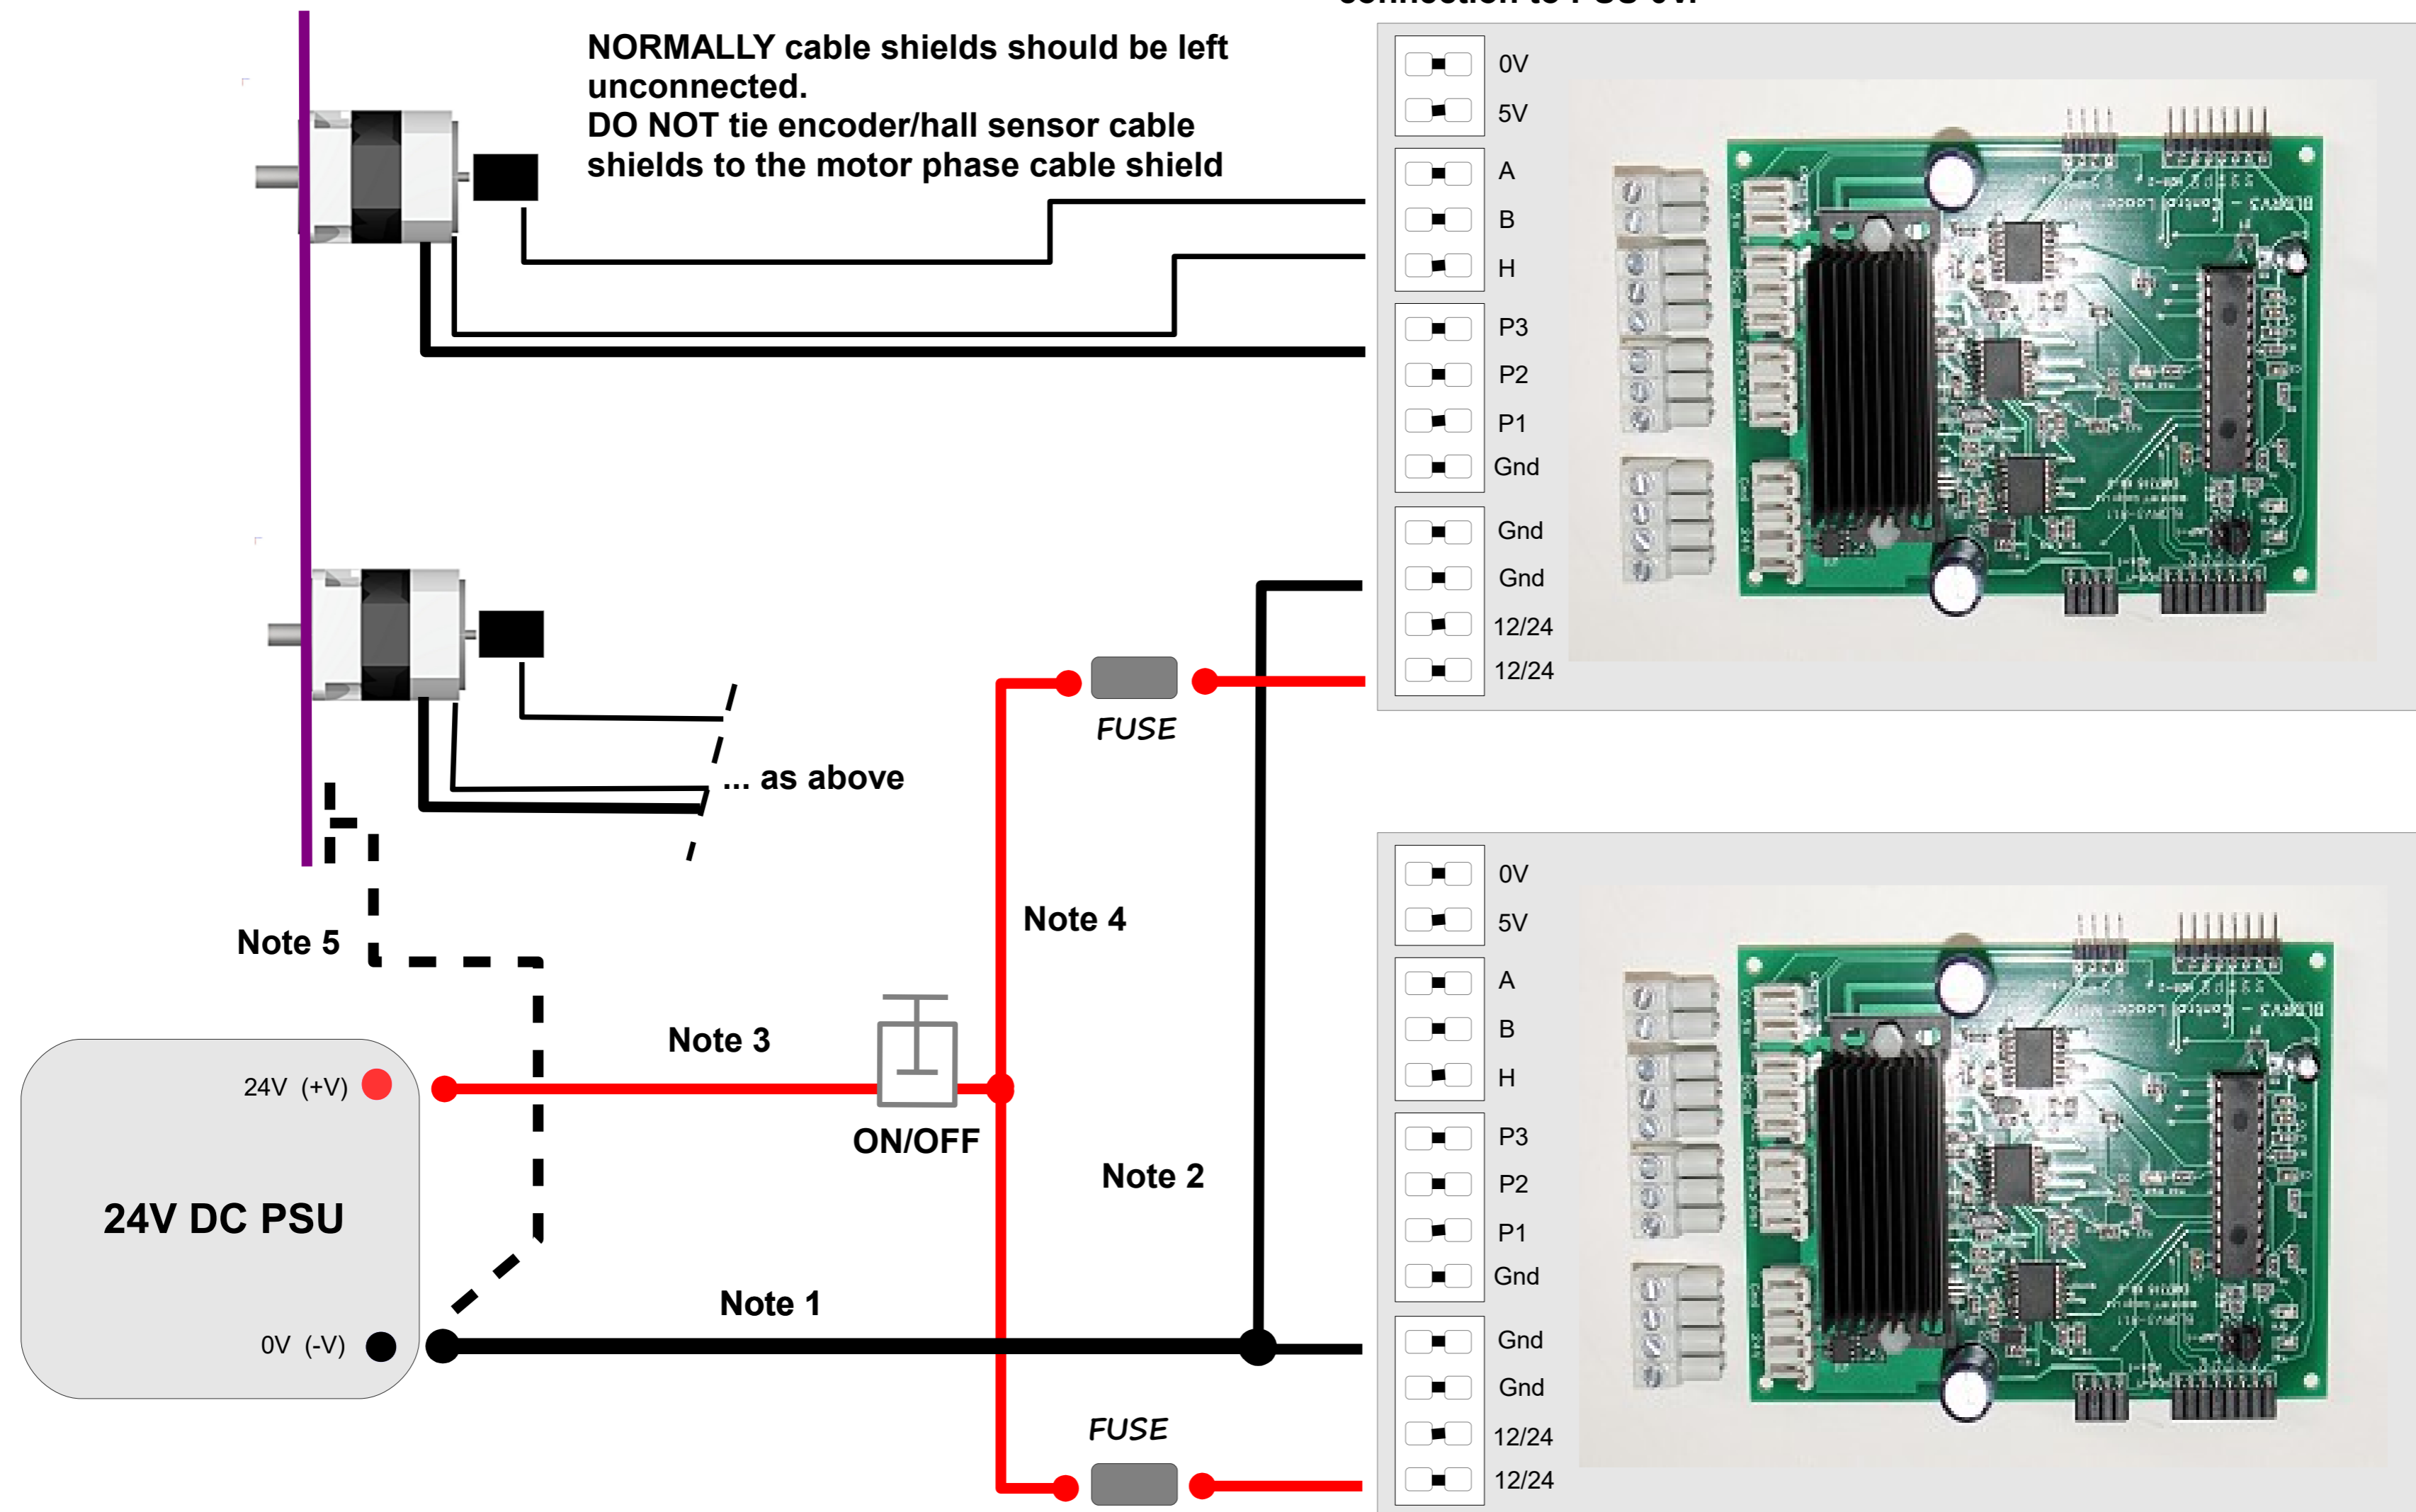 NORMALLY cable shields should be left
unconnected.
DO NOT tie encoder/hall sensor cable
shields to the motor phase cable shield
0V
5V
A
B
H
P3
P2
P1
Gnd
Gnd
Gnd
12/24
12/24
FUSE
... as above
Note 5
Note 4
Note 3
ON/OFF
Note 2
24V (+V)
24V DC PSU
0V (-V)
Note 1
FUSE
0V
5V
A
B
H
P3
P2
P1
Gnd
Gnd
Gnd
12/24
12/24